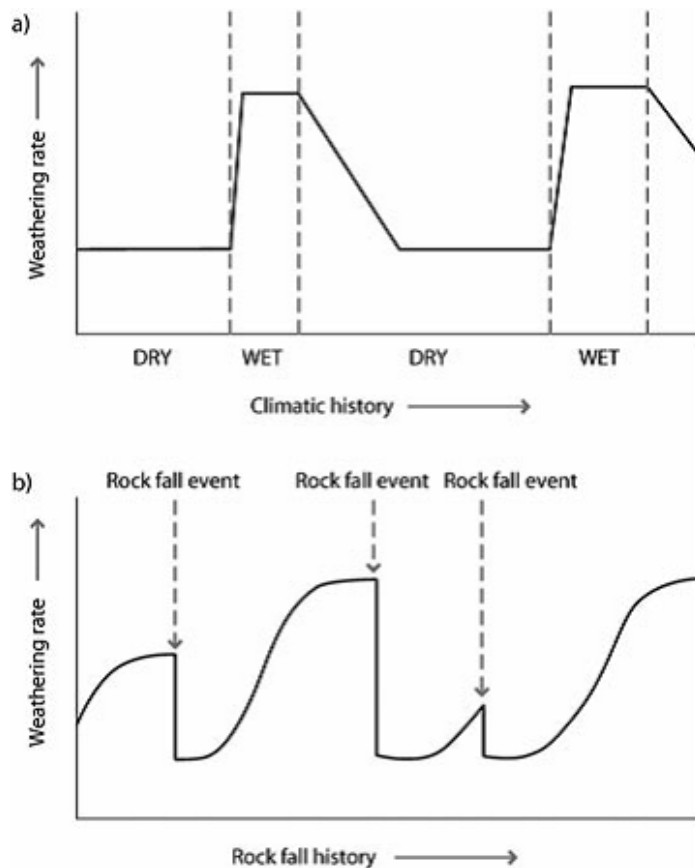 a)
Weathering rate
DRY WET DRY WET
Climatic history
b)
Rock fall event Rock fall event Rock fall event
Weathering rate
Rock fall history